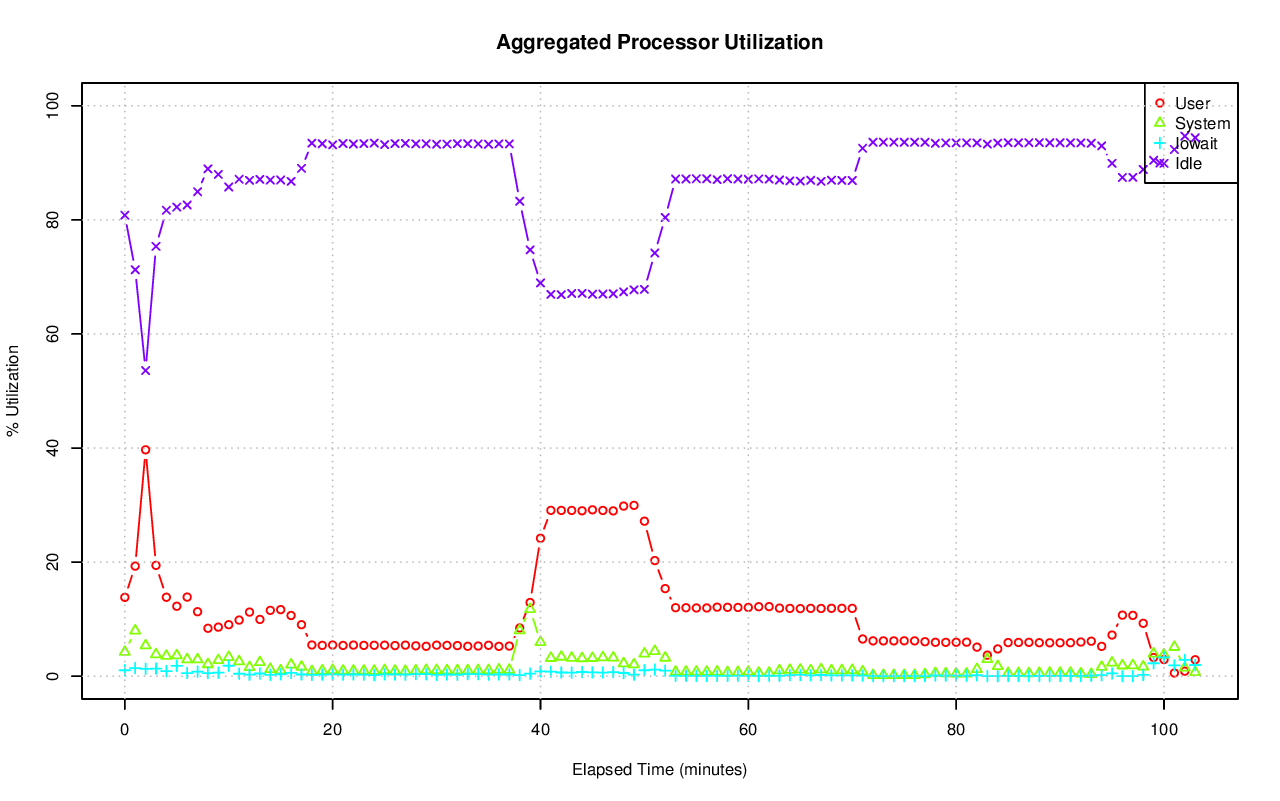 Aggregated Processor Utilization
% Utilization
100
80
60
40
20
0
User
System
Iowait
Idle
0 20 40 60 80 100
Elapsed Time (minutes)